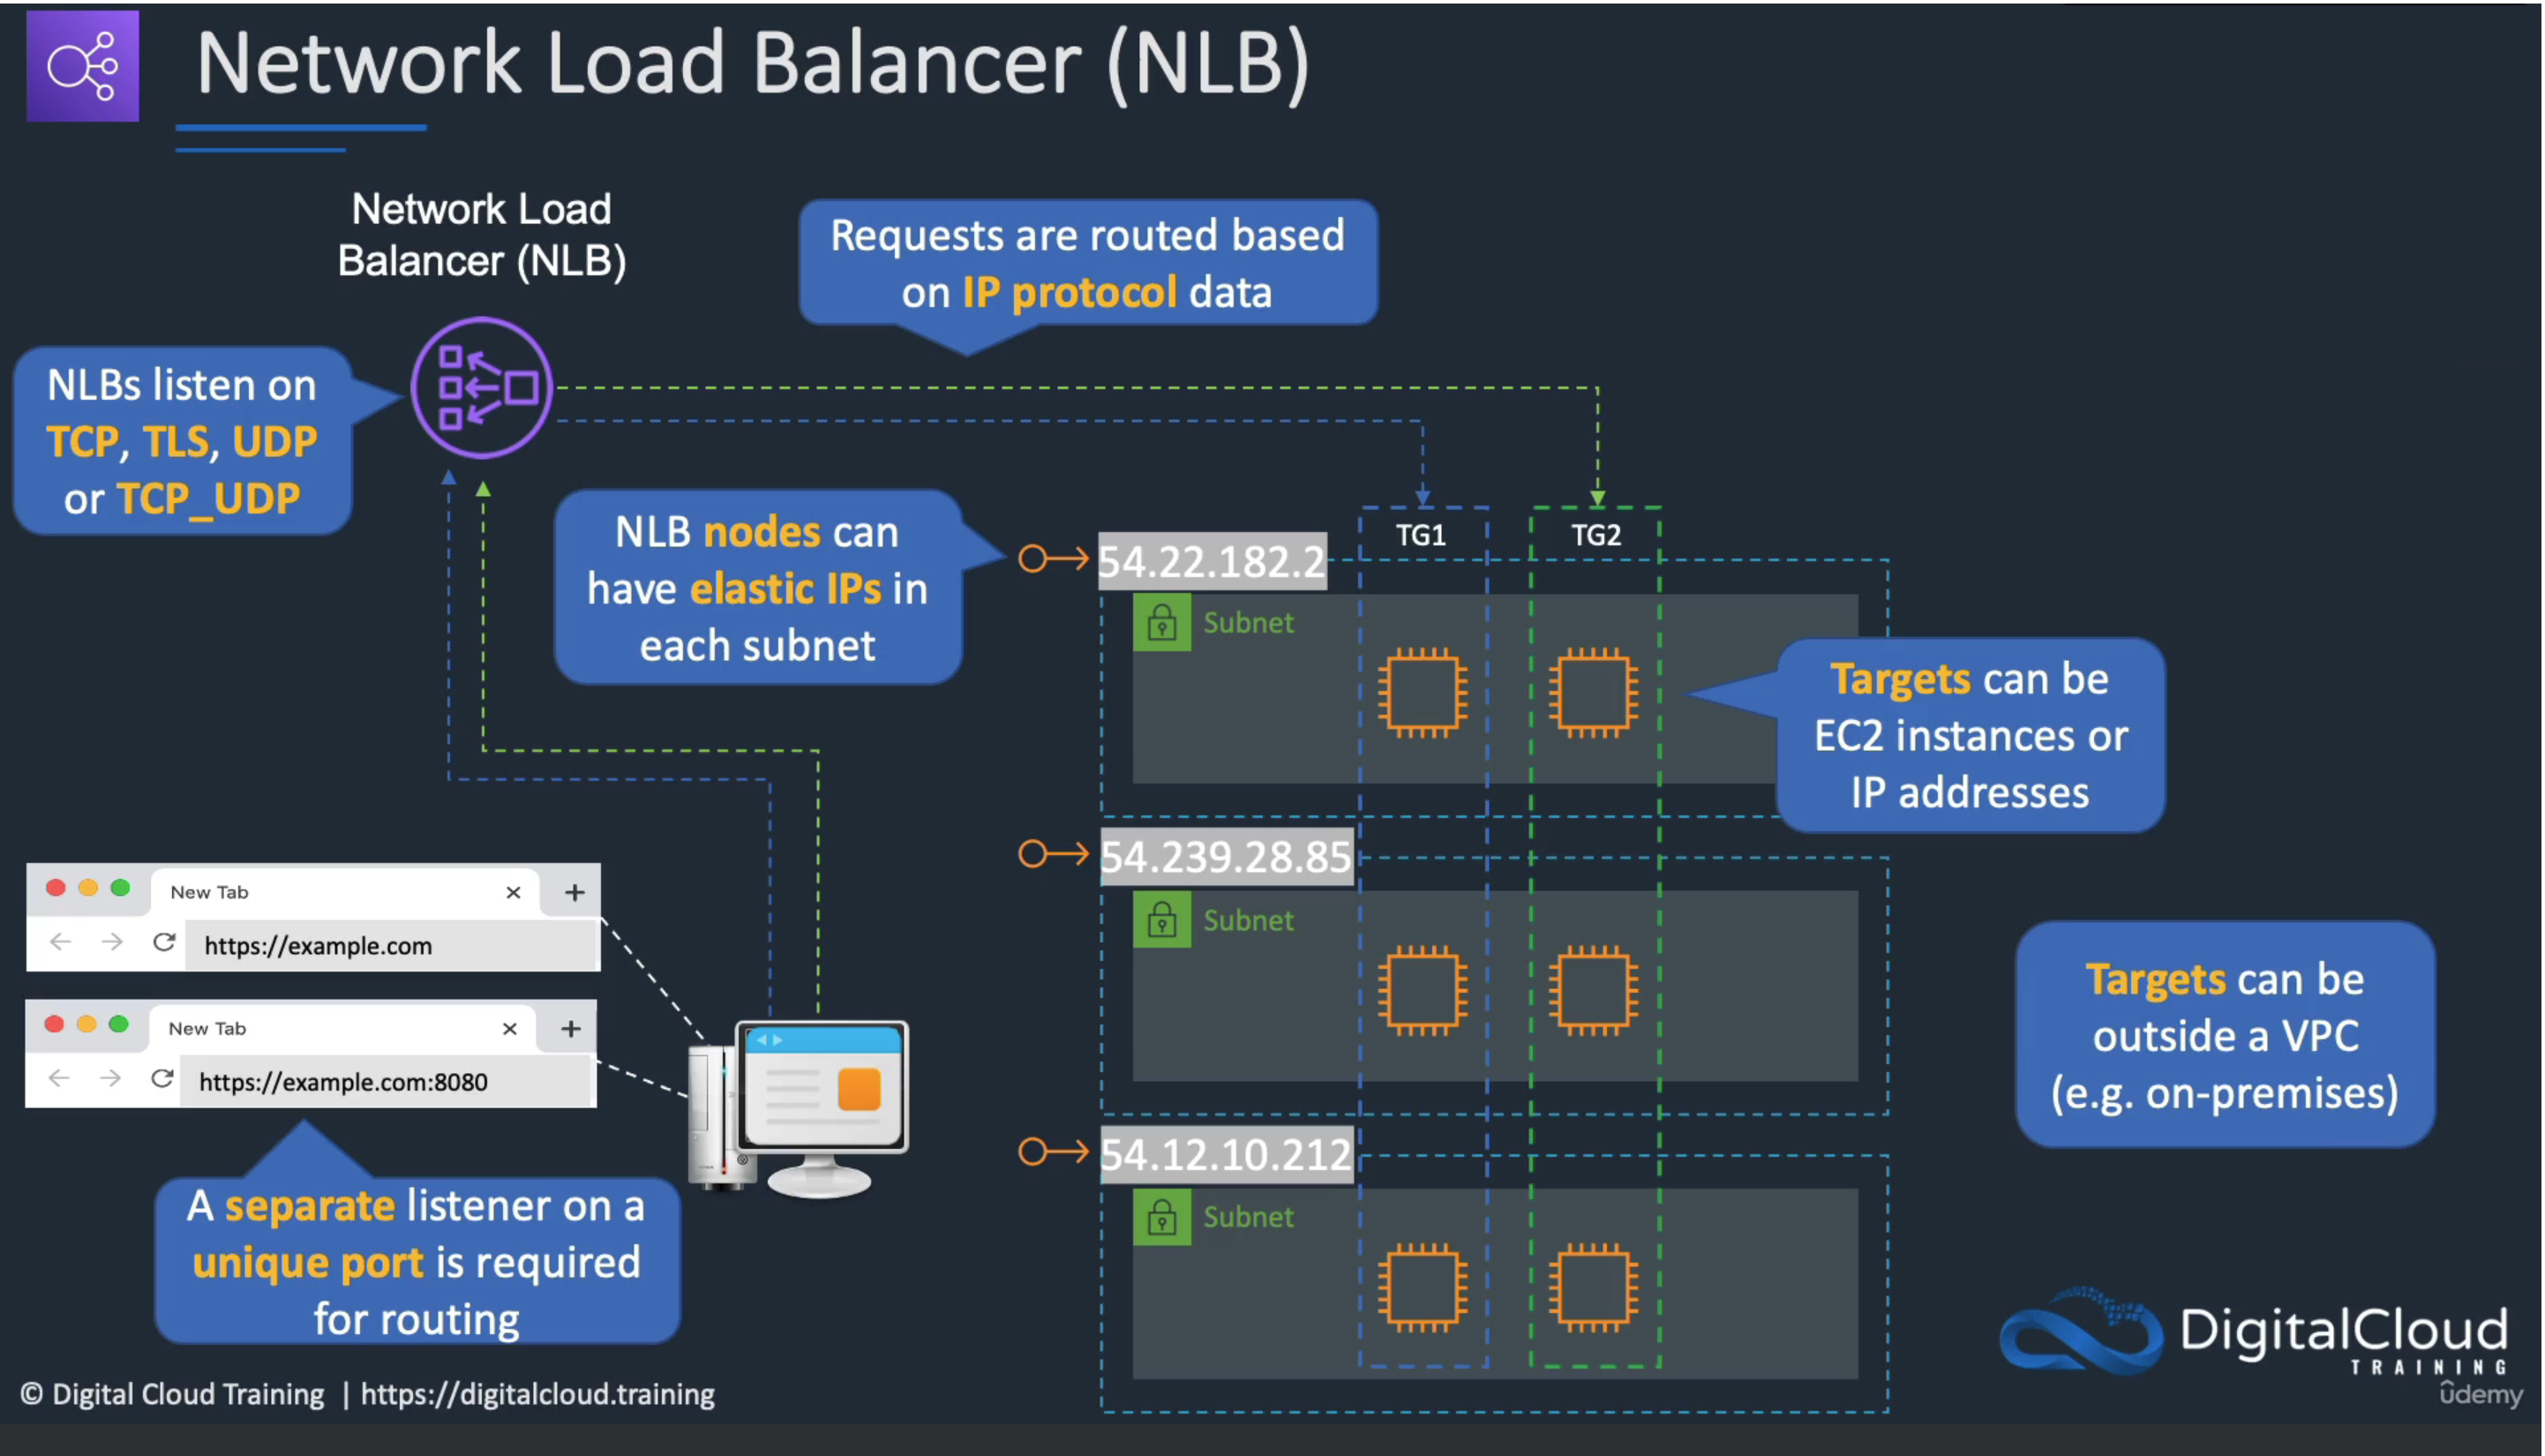 Network Load Balancer (NLB)
Network Load
Balancer (NLB)
Requests are routed based
on IP protocol data
NLBs listen on
TCP, TLS, UDP
or TCP_UDP
NLB nodes can
have elastic IPs in
each subnet
54.22.182.2
TG1
TG2
Subnet
Targets can be
EC2 instances or
IP addresses
54.239.28.85
Subnet
New Tab
https://example.com
New Tab
https://example.com:8080
Targets can be
outside a VPC
(e.g. on-premises)
54.12.10.212
Subnet
A separate listener on a
unique port is required
for routing
DigitalCloud
TRAINING
ûdemy
© Digital Cloud Training | https://digitalcloud.training